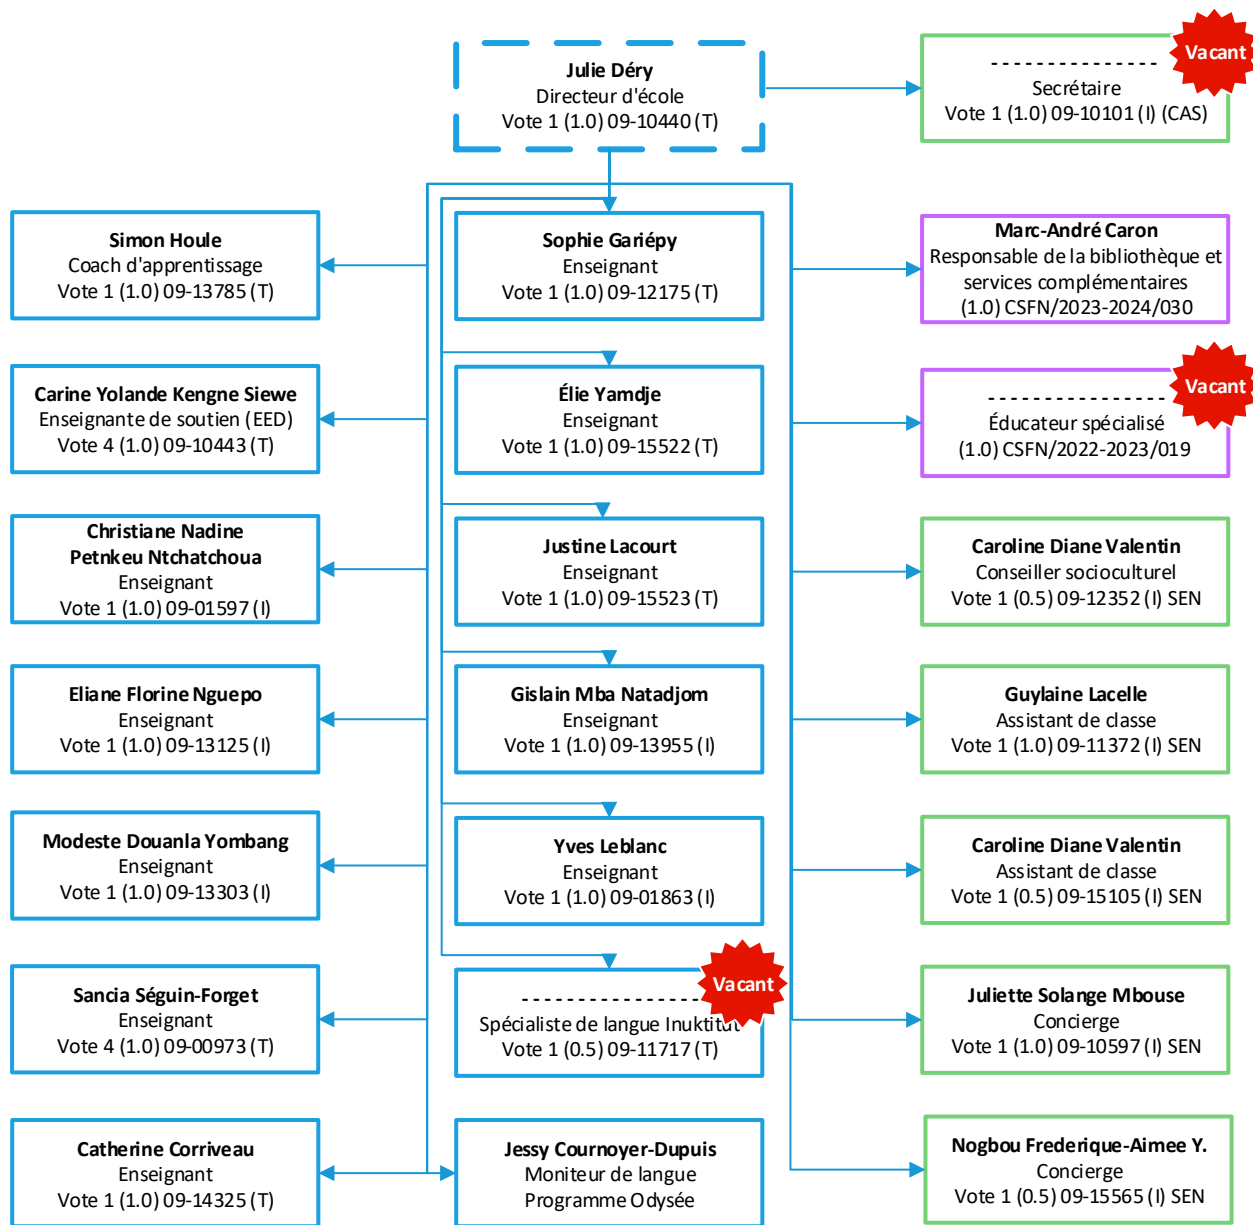 Julie Déry
Directeur d'école
Vote 1 (1.0) 09-10440 (T)
Vacant
- - - - - - - - - - - - - - -
Secrétaire
Vote 1 (1.0) 09-10101 (I) (CAS)
Simon Houle
Coach d'apprentissage
Vote 1 (1.0) 09-13785 (T)
Sophie Gariépy
Enseignant
Vote 1 (1.0) 09-12175 (T)
Marc-André Caron
Responsable de la bibliothèque et
services complémentaires
(1.0) CSFN/2023-2024/030
Carine Yolande Kengne Siewe
Enseignante de soutien (EED)
Vote 4 (1.0) 09-10443 (T)
Élie Yamdje
Enseignant
Vote 1 (1.0) 09-15522 (T)
Vacant
- - - - - - - - - - - - - - - -
Éducateur spécialisé
(1.0) CSFN/2022-2023/019
Christiane Nadine
Petnkeu Ntchatchoua
Enseignant
Vote 1 (1.0) 09-01597 (I)
Justine Lacourt
Enseignant
Vote 1 (1.0) 09-15523 (T)
Caroline Diane Valentin
Conseiller socioculturel
Vote 1 (0.5) 09-12352 (I) SEN
Eliane Florine Nguepo
Enseignant
Vote 1 (1.0) 09-13125 (I)
Gislain Mba Natadjom
Enseignant
Vote 1 (1.0) 09-13955 (I)
Guylaine Lacelle
Assistant de classe
Vote 1 (1.0) 09-11372 (I) SEN
Modeste Douanla Yombang
Enseignant
Vote 1 (1.0) 09-13303 (I)
Yves Leblanc
Enseignant
Vote 1 (1.0) 09-01863 (I)
Caroline Diane Valentin
Assistant de classe
Vote 1 (0.5) 09-15105 (I) SEN
Sancia Séguin-Forget
Enseignant
Vote 4 (1.0) 09-00973 (T)
Vacant
- - - - - - - - - - - - - - - -
Spécialiste de langue Inuktitut
Vote 1 (0.5) 09-11717 (T)
Juliette Solange Mbouse
Concierge
Vote 1 (1.0) 09-10597 (I) SEN
Catherine Corriveau
Enseignant
Vote 1 (1.0) 09-14325 (T)
Jessy Cournoyer-Dupuis
Moniteur de langue
Programme Odysée
Nogbou Frederique-Aimee Y.
Concierge
Vote 1 (0.5) 09-15565 (I) SEN